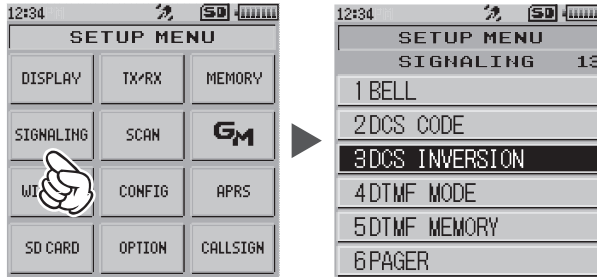 12:34 SD
SETUP MENU
DISPLAY TX/RX MEMORY
SIGNALING SCAN GM
CONFIG APRS
SD CARD OPTION CALLSIGN
12:34 SD
SETUP MENU
SIGNALING 13
1 BELL
2 DCS CODE
3 DCS INVERSION
4 DTMF MODE
5 DTMF MEMORY
6 PAGER